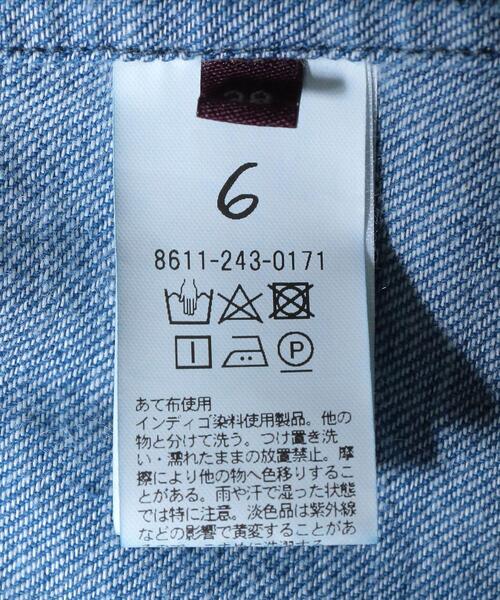 38
6
8611-243-0171
P
あて布使用
インディゴ染料使用製品。他の
物と分けて洗う。つけ置き洗
い・濡れたままの放置禁止。摩
擦により他の物へ色移りするこ
とがある。雨や汗で湿った状態
では特に注意。淡色品は紫外線
などの影響で黄変することがあ